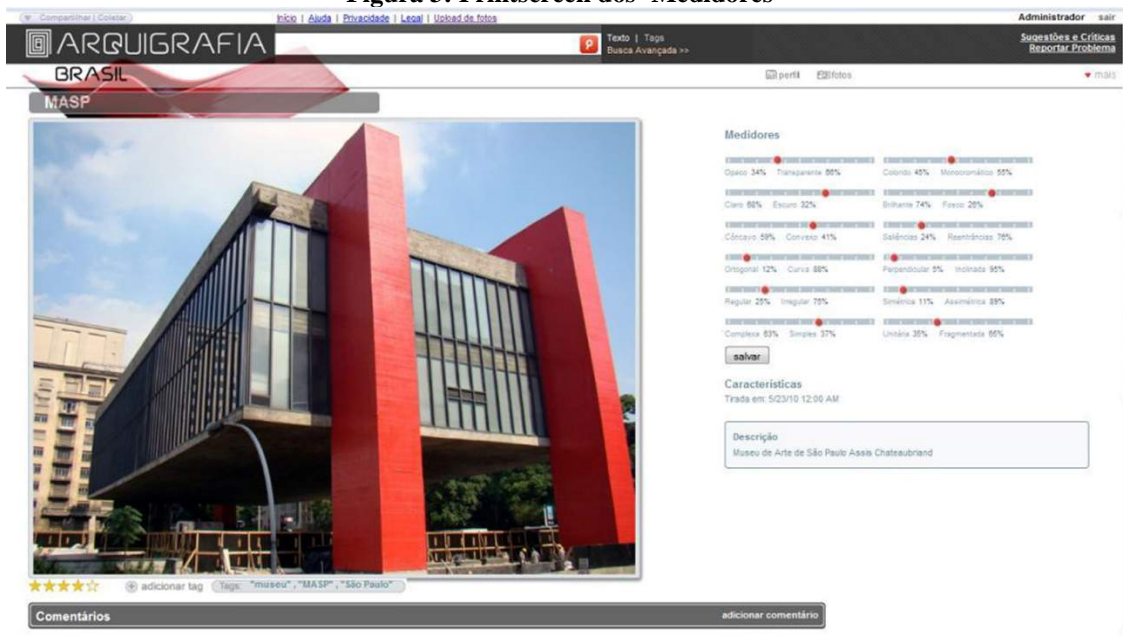 Figura 5: Printscreen dos 'Medidores'
Compartilhar | Coletar
Início | Ajuda | Privacidade | Legal | Upload de fotos
Administrador sair
ARQUIGRAFIA
Texto | Tags
Busca Avançada >>
Sugestões e Críticas
Reportar Problema
BRASIL
perfil fotos
mais
MASP
Medidores
Opaco 34% Transparente 66%
Colorido 45% Monocromático 55%
Claro 68% Escuro 32%
Brilhante 74% Fosco 26%
Côncavo 59% Convexo 41%
Saliências 24% Reentrâncias 76%
Ortogonal 12% Curva 88%
Perpendicular 5% Inclinada 95%
Regular 25% Irregular 75%
Simétrica 11% Assimétrica 89%
Complexa 63% Simples 37%
Unitária 35% Fragmentada 65%
salvar
Características
Tirada em: 5/23/10 12:00 AM
Descrição
Museu de Arte de São Paulo Assis Chateaubriand
adicionar tag Tags: "museu" , "MASP" , "São Paulo"
Comentários
adicionar comentário